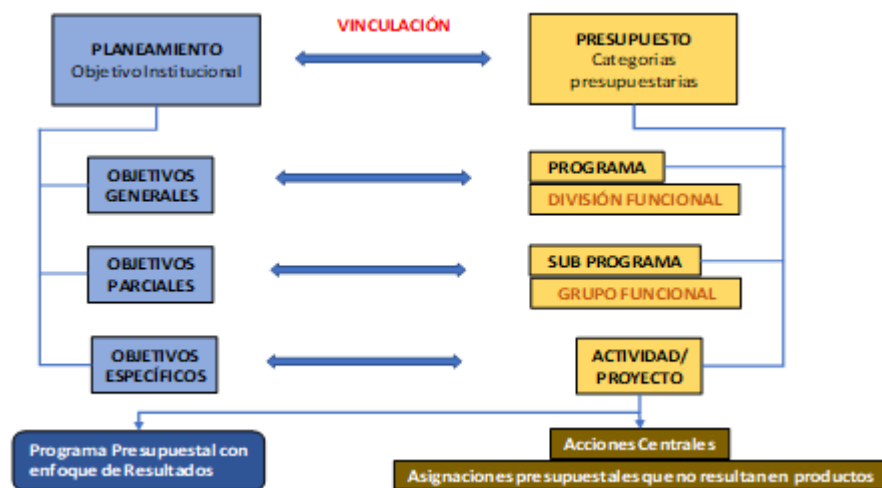 VINCULACIÓN
PLANEAMIENTO
Objetivo Institucional
PRESUPUESTO
Categorias
presupuestarias
OBJETIVOS
GENERALES
PROGRAMA
DIVISIÓN FUNCIONAL
OBJETIVOS
PARCIALES
SUB PROGRAMA
GRUPO FUNCIONAL
OBJETIVOS
ESPECÍFICOS
ACTIVIDAD/
PROYECTO
Programa Presupuestal con
enfoque de Resultados
Acciones Centrales
Asignaciones presupuestales que no resultan en productos